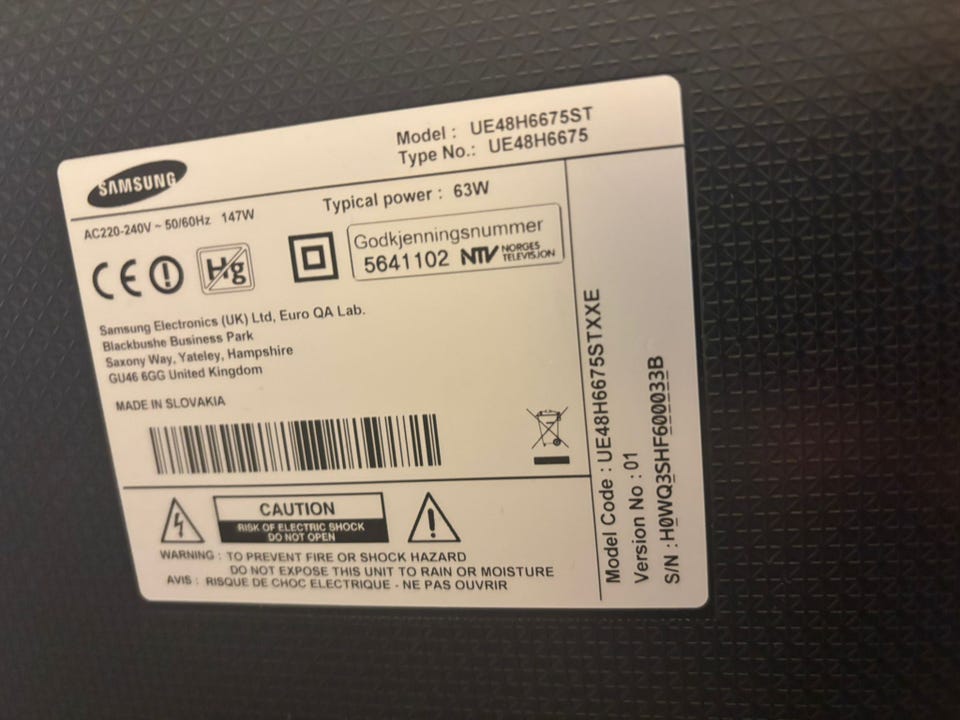 SAMSUNG
Model : UE48H6675ST
Type No.: UE48H6675
AC220-240V ~ 50/60Hz 147W
Typical power : 63W
CE
Hg
Godkjenningsnummer
5641102 NTV NORGES TELEVISJON
Samsung Electronics (UK) Ltd, Euro QA Lab.
Blackbushe Business Park
Saxony Way, Yateley, Hampshire
GU46 6GG United Kingdom
MADE IN SLOVAKIA
CAUTION
RISK OF ELECTRIC SHOCK
DO NOT OPEN
WARNING : TO PREVENT FIRE OR SHOCK HAZARD
DO NOT EXPOSE THIS UNIT TO RAIN OR MOISTURE
AVIS : RISQUE DE CHOC ELECTRIQUE - NE PAS OUVRIR
Model Code : UE48H6675STXXE
Version No : 01
S/N : H0WQ3SHF600033B